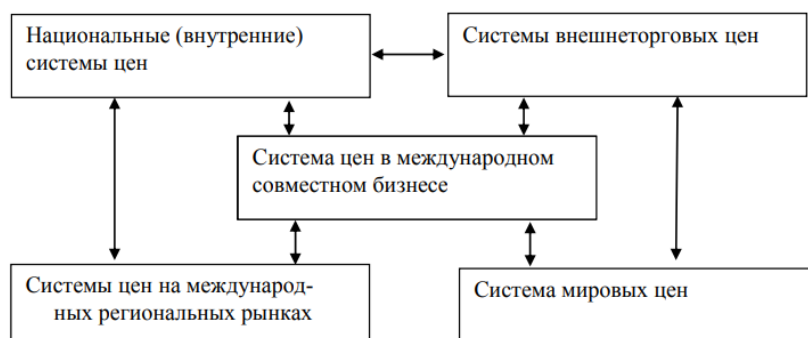 Национальные (внутренние)
системы цен
Системы внешнеторговых цен
Система цен в международном
совместном бизнесе
Системы цен на международ-
ных региональных рынках
Система мировых цен